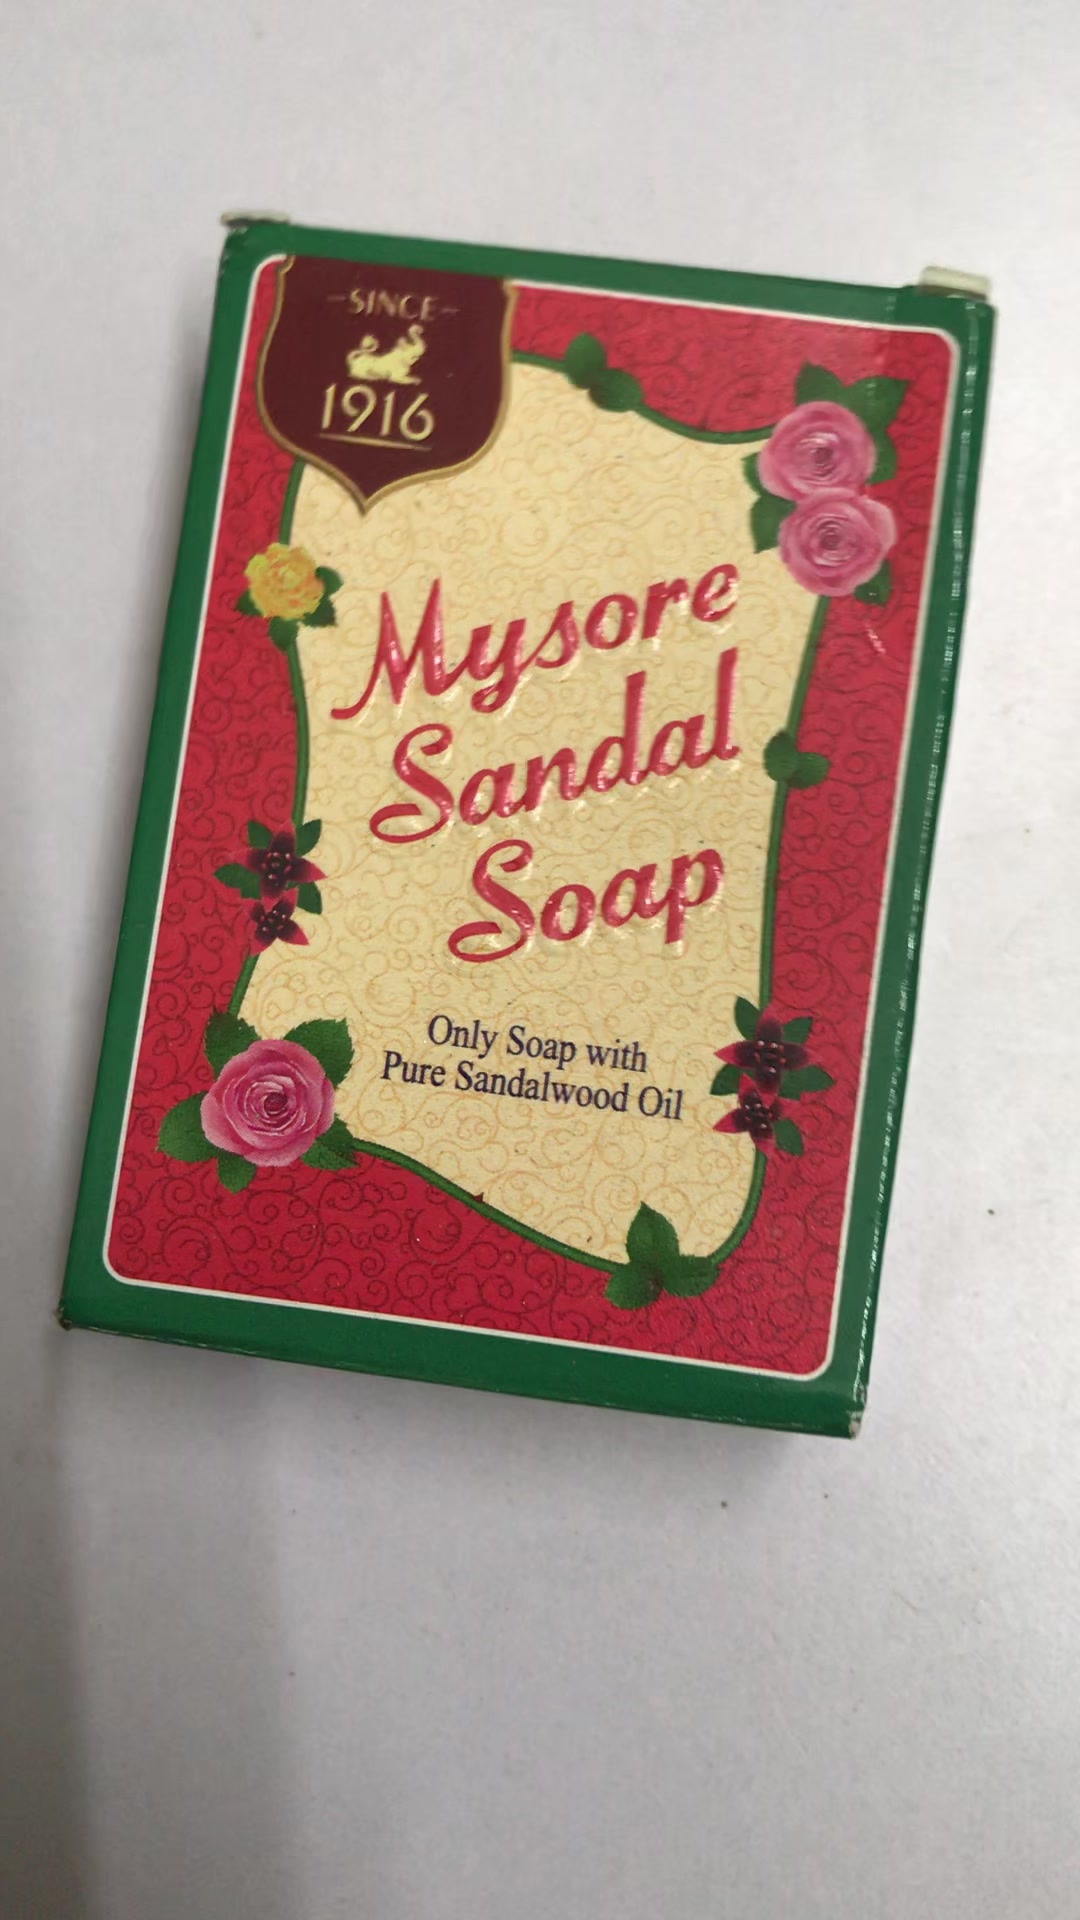 -SINCE-
1916
Mysore
Sandal
Soap
Only Soap with
Pure Sandalwood Oil